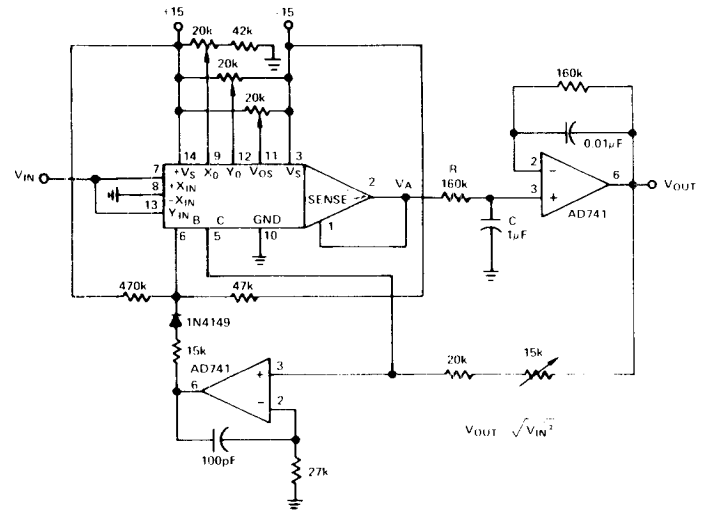 +15
-15
20k
42k
20k
20k
14
9
12
11
3
VIN
7
+VS
X0
Y0
VOS
VS
8
+XIN
-XIN
13
YIN
B
C
GND
SENSE
2
VA
1
6
5
10
R
160k
C
1µF
160k
0.01µF
2
-
3
+
6
AD741
VOUT
470k
47k
1N4149
15k
AD741
6
+
3
-
2
100pF
27k
20k
15k
VOUT √VIN²